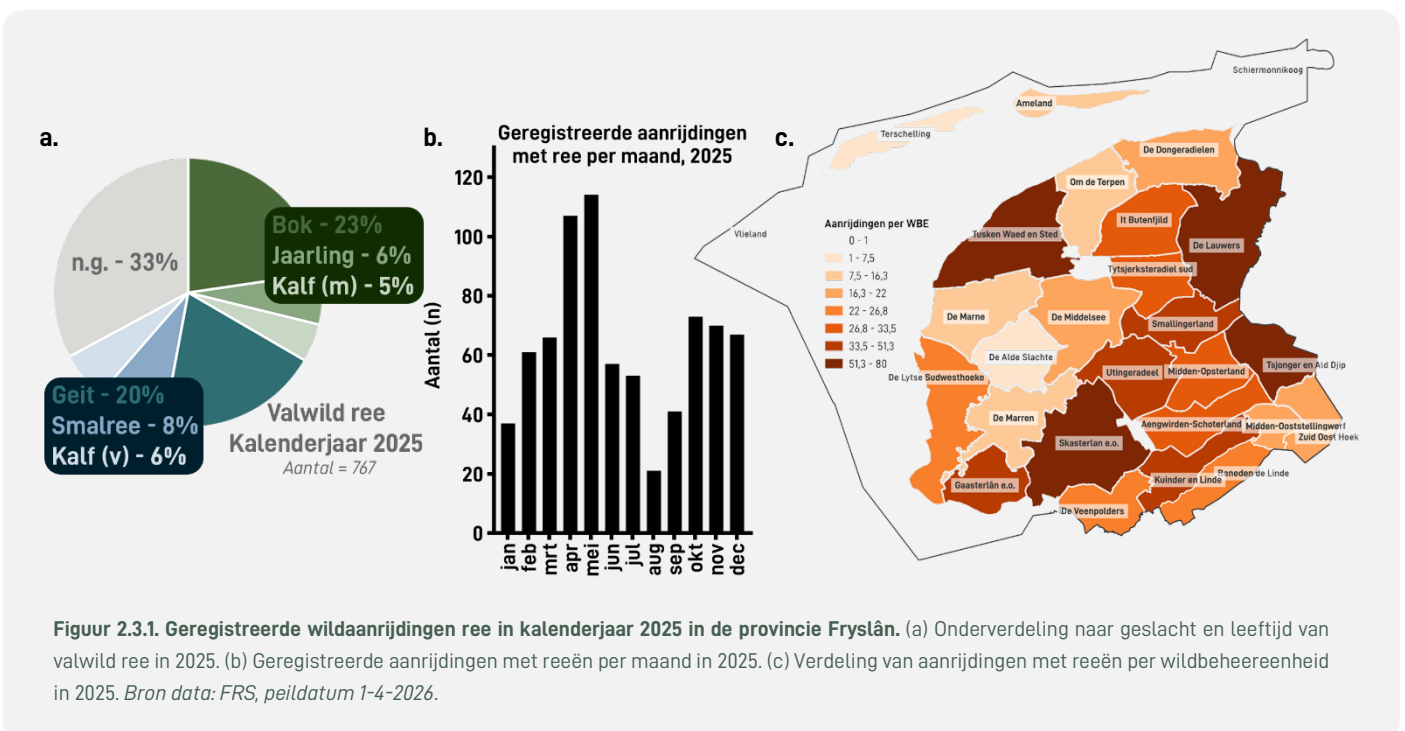 a.
n.g. - 33%
Bok - 23%
Jaarling - 6%
Kalf (m) - 5%
Geit - 20%
Smalree - 8%
Kalf (v) - 6%
Valwild ree
Kalenderjaar 2025
Aantal = 767
b.
Geregistreerde aanrijdingen
met ree per maand, 2025
Aantal (n)
120
100
80
60
40
20
0
jan
feb
mrt
apr
mei
jun
jul
aug
sep
okt
nov
dec
c.
Schiermonnikoog
Ameland
Terschelling
Vlieland
De Dongeradielen
Om de Terpen
It Butenfjild
Tusken Waed en Sted
De Lauwers
Tytsjerksteradiel sud
De Marne
De Middelsee
Smallingerland
De Alde Slachte
Tsjonger en Ald Djip
De Lytse Sudwesthoeke
Utingeradeel
Midden-Opsterland
De Marren
Aengwirden-Schoterland
Midden-Ooststellingwerf
Zuid Oost Hoek
Skasterlan e.o.
Beneden de Linde
Kuinder en Linde
Gaasterlân e.o.
De Veenpolders
Aanrijdingen per WBE
0 - 1
1 - 7,5
7,5 - 16,3
16,3 - 22
22 - 26,8
26,8 - 33,5
33,5 - 51,3
51,3 - 80
Figuur 2.3.1. Geregistreerde wildaanrijdingen ree in kalenderjaar 2025 in de provincie Fryslân. (a) Onderverdeling naar geslacht en leeftijd van
valwild ree in 2025. (b) Geregistreerde aanrijdingen met reeën per maand in 2025. (c) Verdeling van aanrijdingen met reeën per wildbeheereenheid
in 2025. Bron data: FRS, peildatum 1-4-2026.